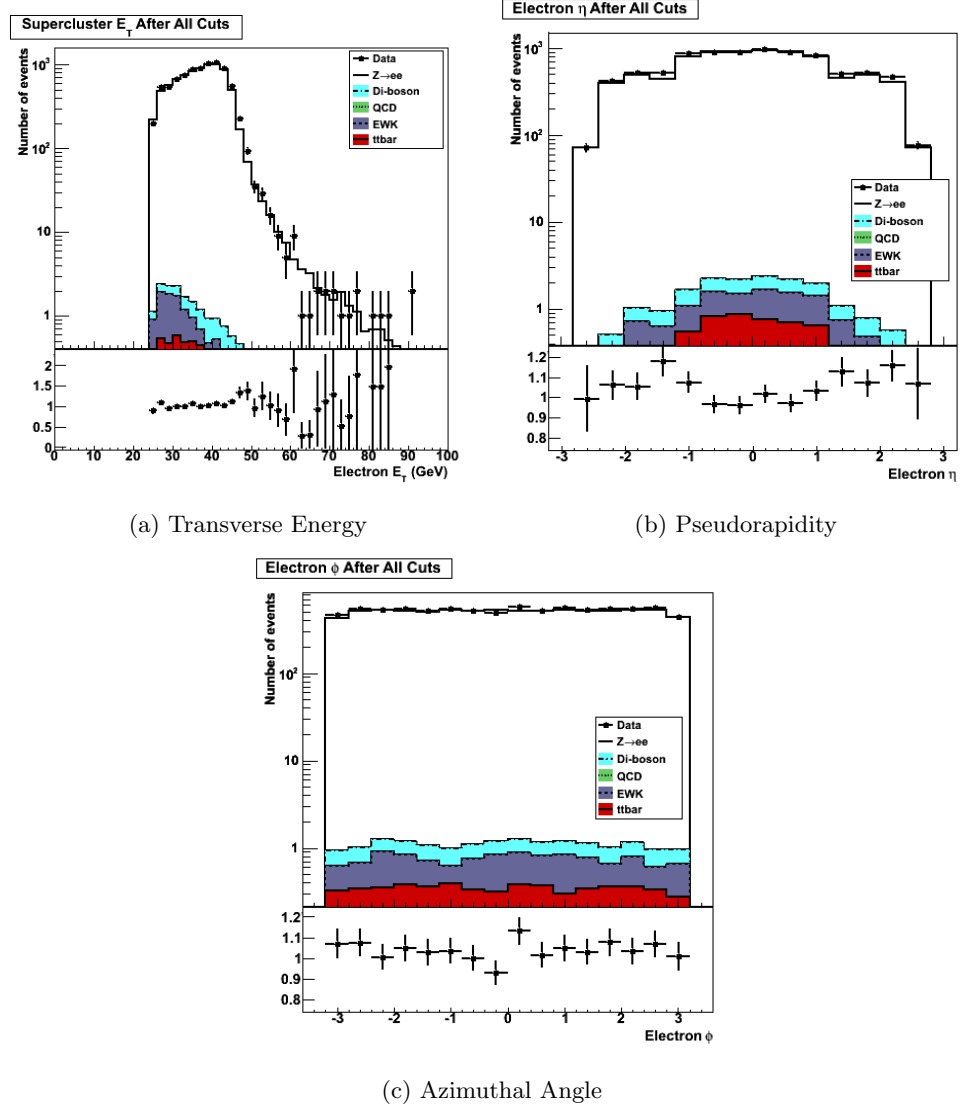 Supercluster E_T After All Cuts
Number of events
10³
10²
10
1
Data
Z→ee
Di-boson
QCD
EWK
ttbar
2
1.5
1
0.5
0
0 10 20 30 40 50 60 70 80 90 100
Electron E_T (GeV)
(a) Transverse Energy
Electron η After All Cuts
Number of events
10³
10²
10
1
Data
Z→ee
Di-boson
QCD
EWK
ttbar
1.2
1.1
1
0.9
0.8
-3 -2 -1 0 1 2 3
Electron η
(b) Pseudorapidity
Electron ϕ After All Cuts
Number of events
10²
10
1
Data
Z→ee
Di-boson
QCD
EWK
ttbar
1.2
1.1
1
0.9
0.8
-3 -2 -1 0 1 2 3
Electron ϕ
(c) Azimuthal Angle